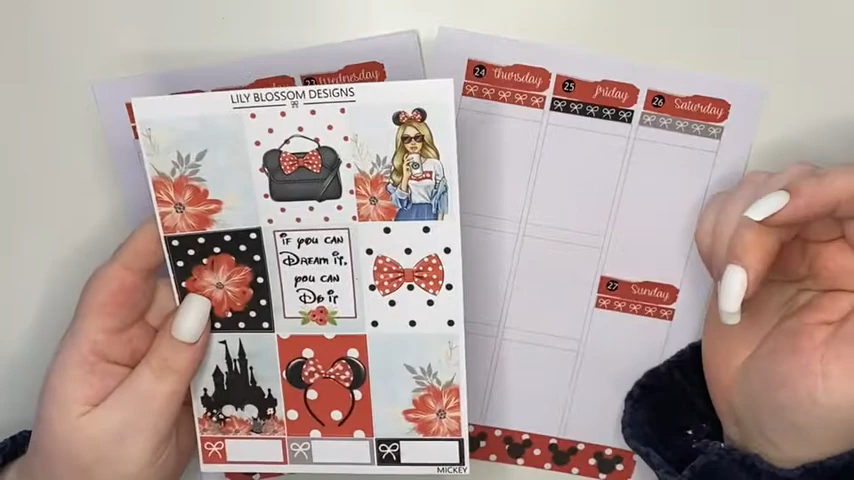 LILY BLOSSOM DESIGNS
IF YOU CAN
DREAM IT,
YOU CAN
DO IT
MICKEY
Wednesday
24 Thursday
25 Friday
26 Saturday
27 Sunday